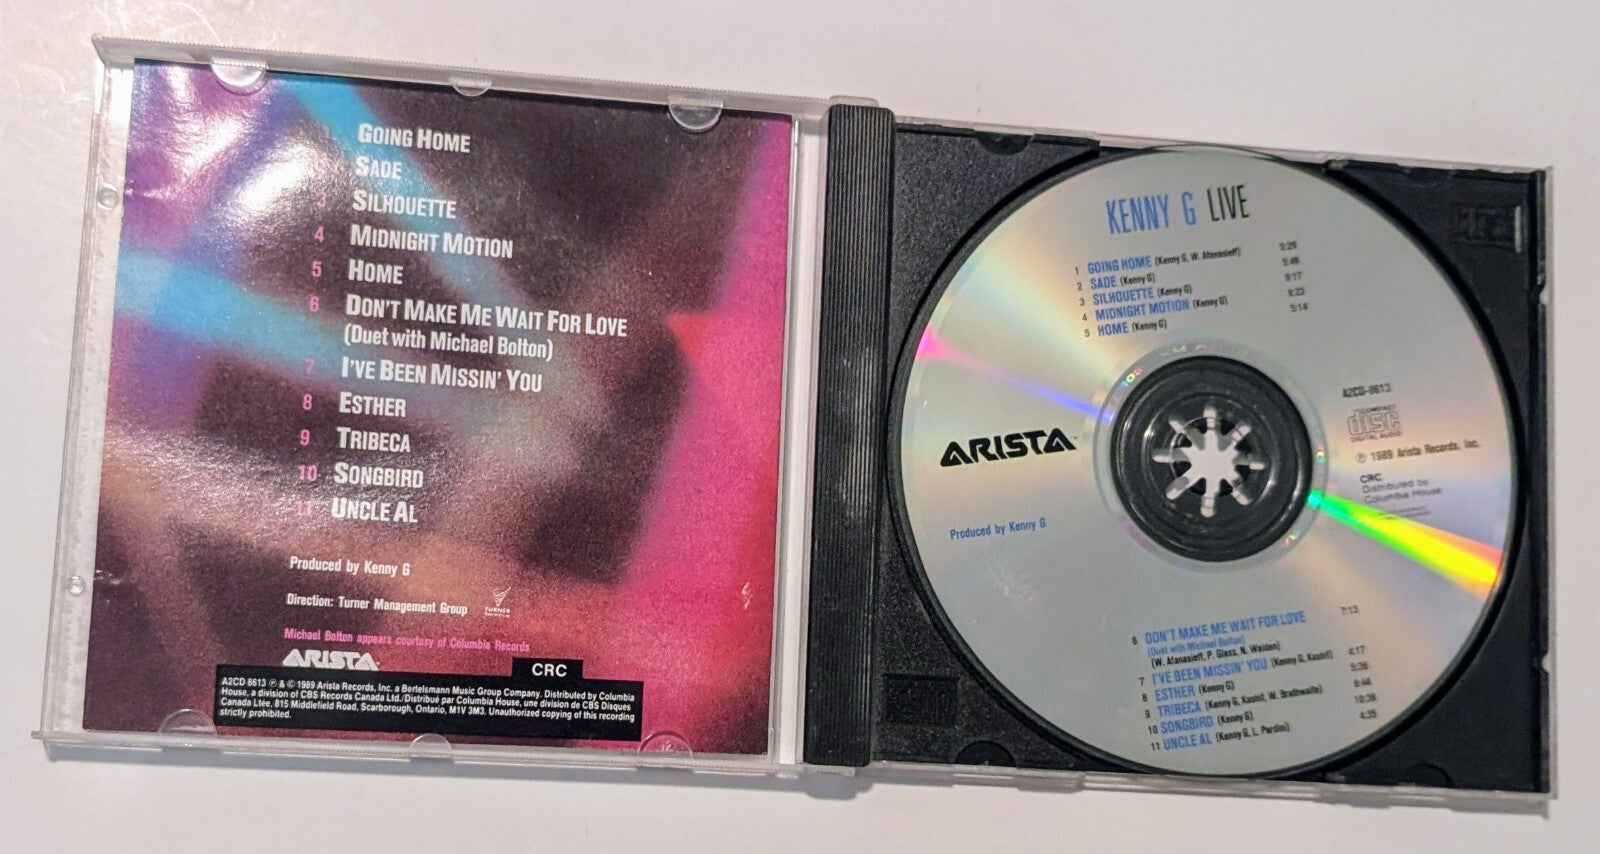 1 GOING HOME
SADE
3 SILHOUETTE
4 MIDNIGHT MOTION
5 HOME
6 DON'T MAKE ME WAIT FOR LOVE
(Duet with Michael Bolton)
7 I'VE BEEN MISSIN' YOU
8 ESTHER
9 TRIBECA
10 SONGBIRD
11 UNCLE AL
Produced by Kenny G
Direction: Turner Management Group
TURNER
Michael Bolton appears courtesy of Columbia Records
ARISTA
CRC
A2CD 8613 ℗ & © 1989 Arista Records, Inc. a Bertelsmann Music Group Company. Distributed by Columbia
House, a division of CBS Records Canada Ltd./Distribué par Columbia House, une division de CBS Disques
Canada Ltée, 815 Middlefield Road, Scarborough, Ontario, M1V 3M3. Unauthorized copying of this recording
strictly prohibited.
KENNY G LIVE
1 GOING HOME (Kenny G, W. Afanasieff) 5:29
2 SADE (Kenny G) 5:46
3 SILHOUETTE (Kenny G) 9:17
4 MIDNIGHT MOTION (Kenny G) 8:23
5 HOME (Kenny G) 5:14
ARISTA
Produced by Kenny G
A2CD-8613
COMPACT
disc
DIGITAL AUDIO
℗ 1989 Arista Records, Inc.
CRC
Distributed by
Columbia House
6 DON'T MAKE ME WAIT FOR LOVE 7:13
(Duet with Michael Bolton)
(W. Afanasieff, P. Glass, N. Walden)
7 I'VE BEEN MISSIN' YOU (Kenny G, Kashif) 4:17
8 ESTHER (Kenny G) 5:26
9 TRIBECA (Kenny G, Kashif, W. Brathwaite) 6:44
10 SONGBIRD (Kenny G) 10:38
11 UNCLE AL (Kenny G, L. Pardini) 4:35